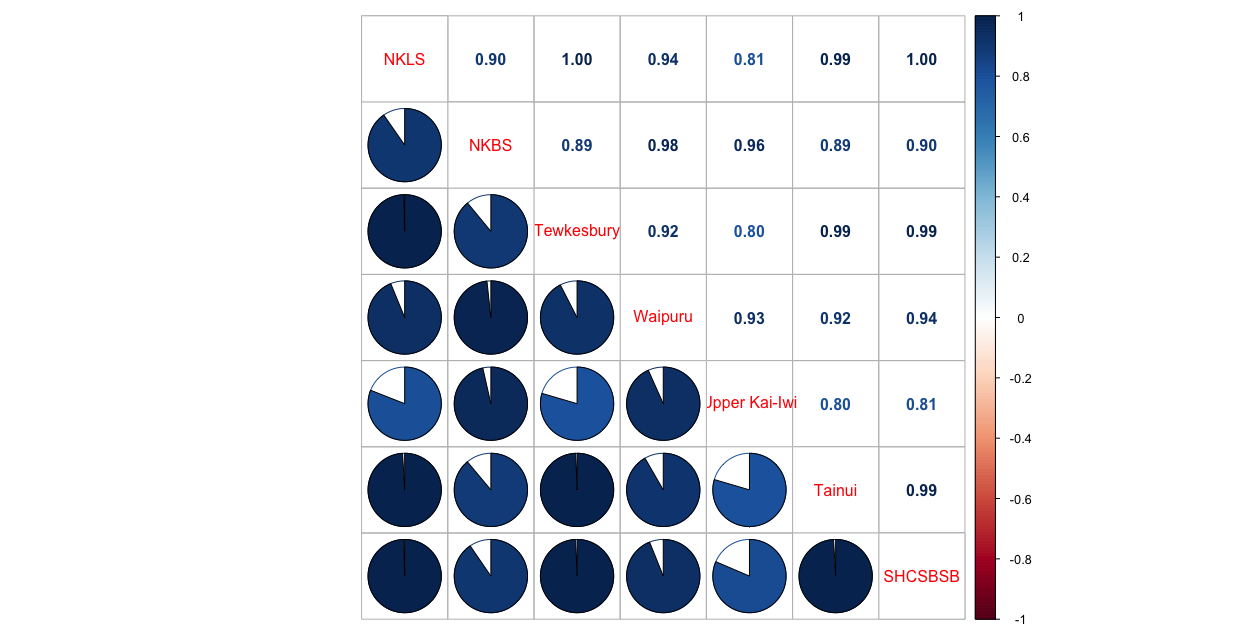 NKLS 0.90 1.00 0.94 0.81 0.99 1.00
NKBS 0.89 0.98 0.96 0.89 0.90
Tewkesbury 0.92 0.80 0.99 0.99
Waipuru 0.93 0.92 0.94
Upper Kai-Iwi 0.80 0.81
Tainui 0.99
SHCSBSB
1
0.8
0.6
0.4
0.2
0
-0.2
-0.4
-0.6
-0.8
-1